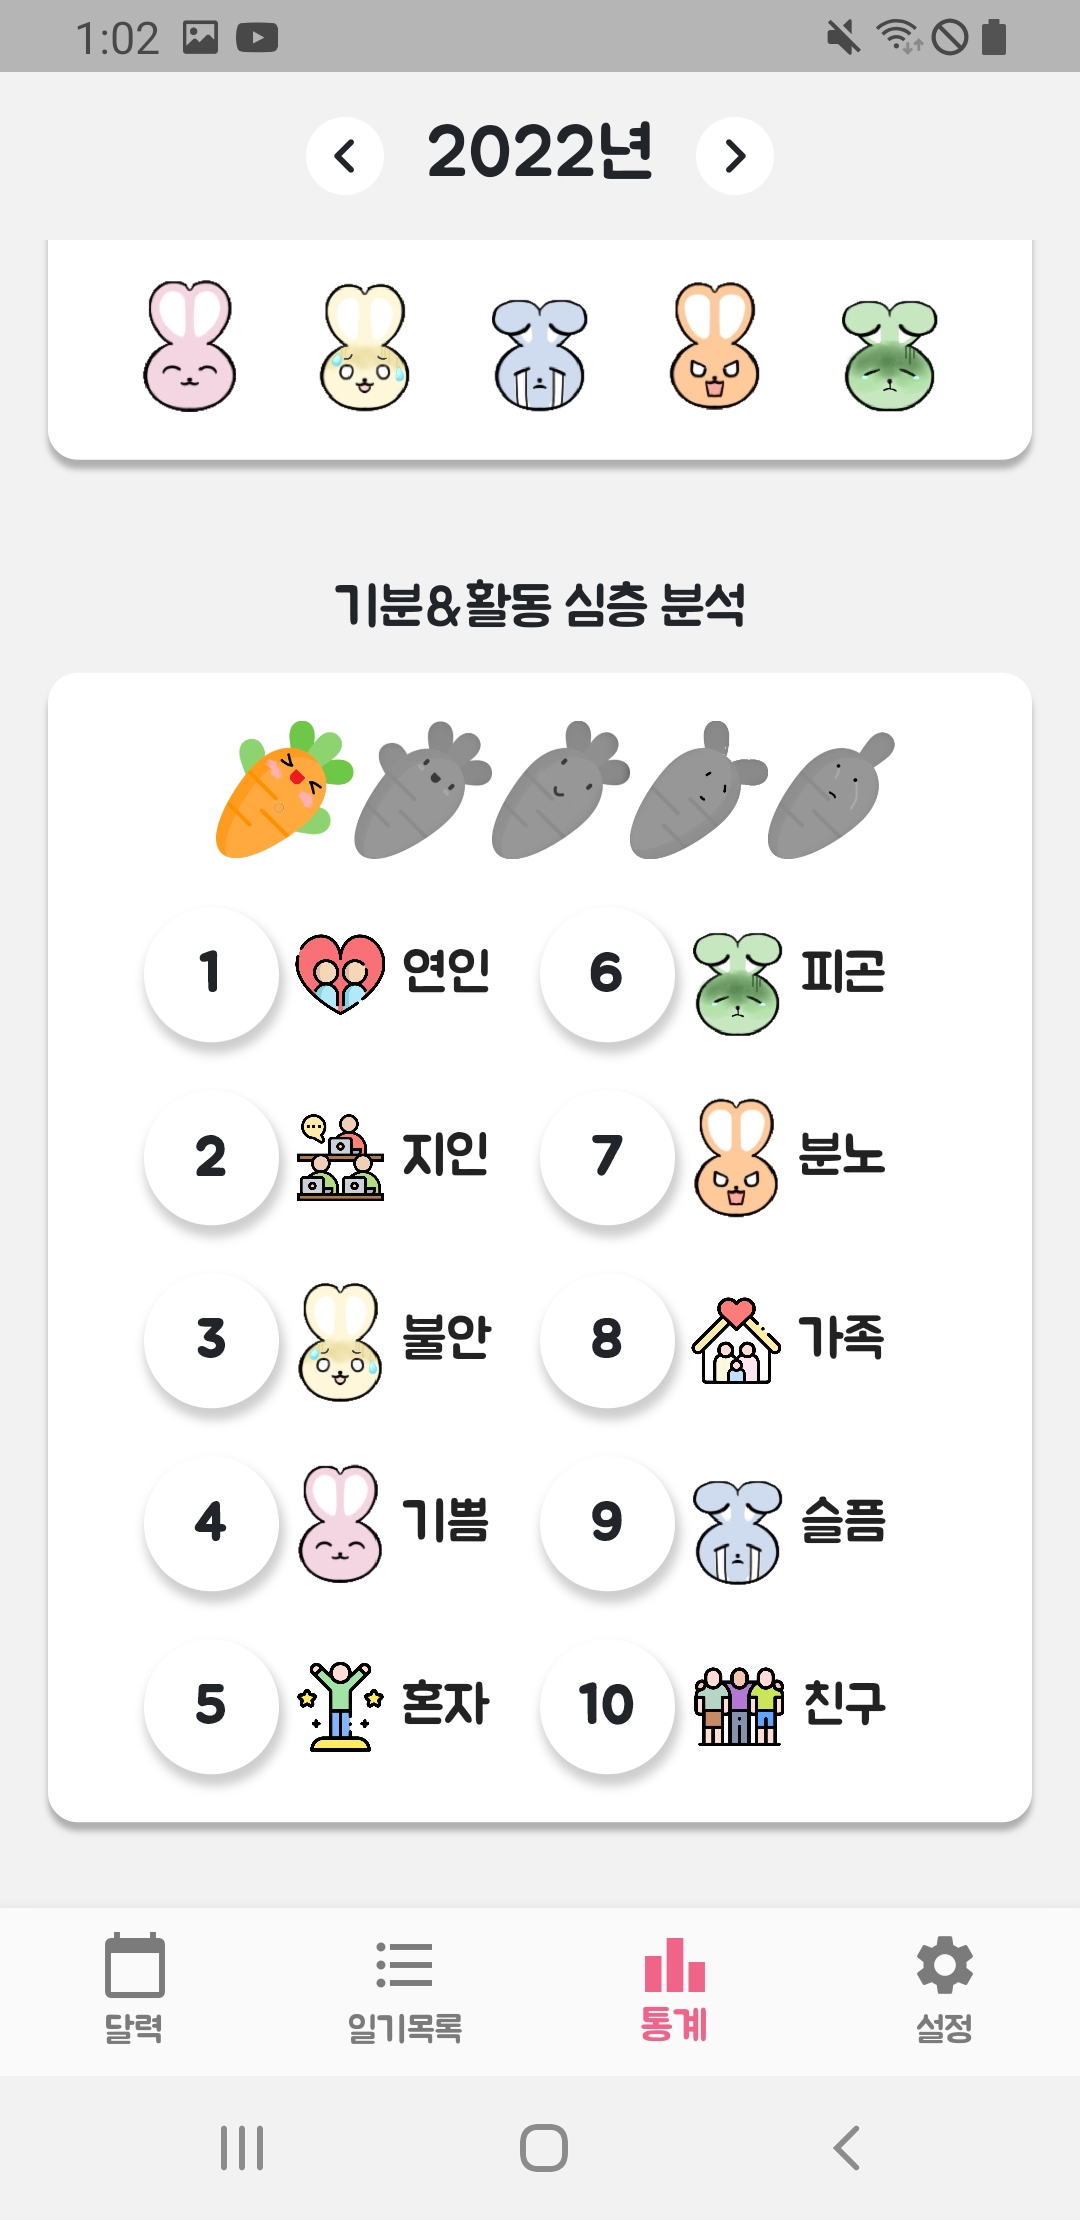 1:02
2022년
기분&활동 심층 분석
1 연인 6 피곤
2 지인 7 분노
3 불안 8 가족
4 기쁨 9 슬픔
5 혼자 10 친구
달력 일기목록 통계 설정